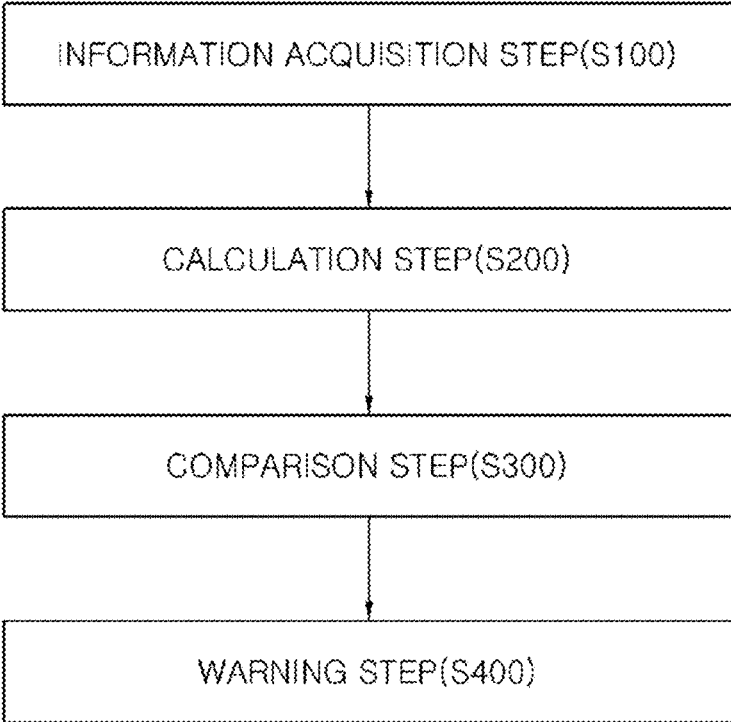 INFORMATION ACQUISITION STEP(S100)
CALCULATION STEP(S200)
COMPARISON STEP(S300)
WARNING STEP(S400)